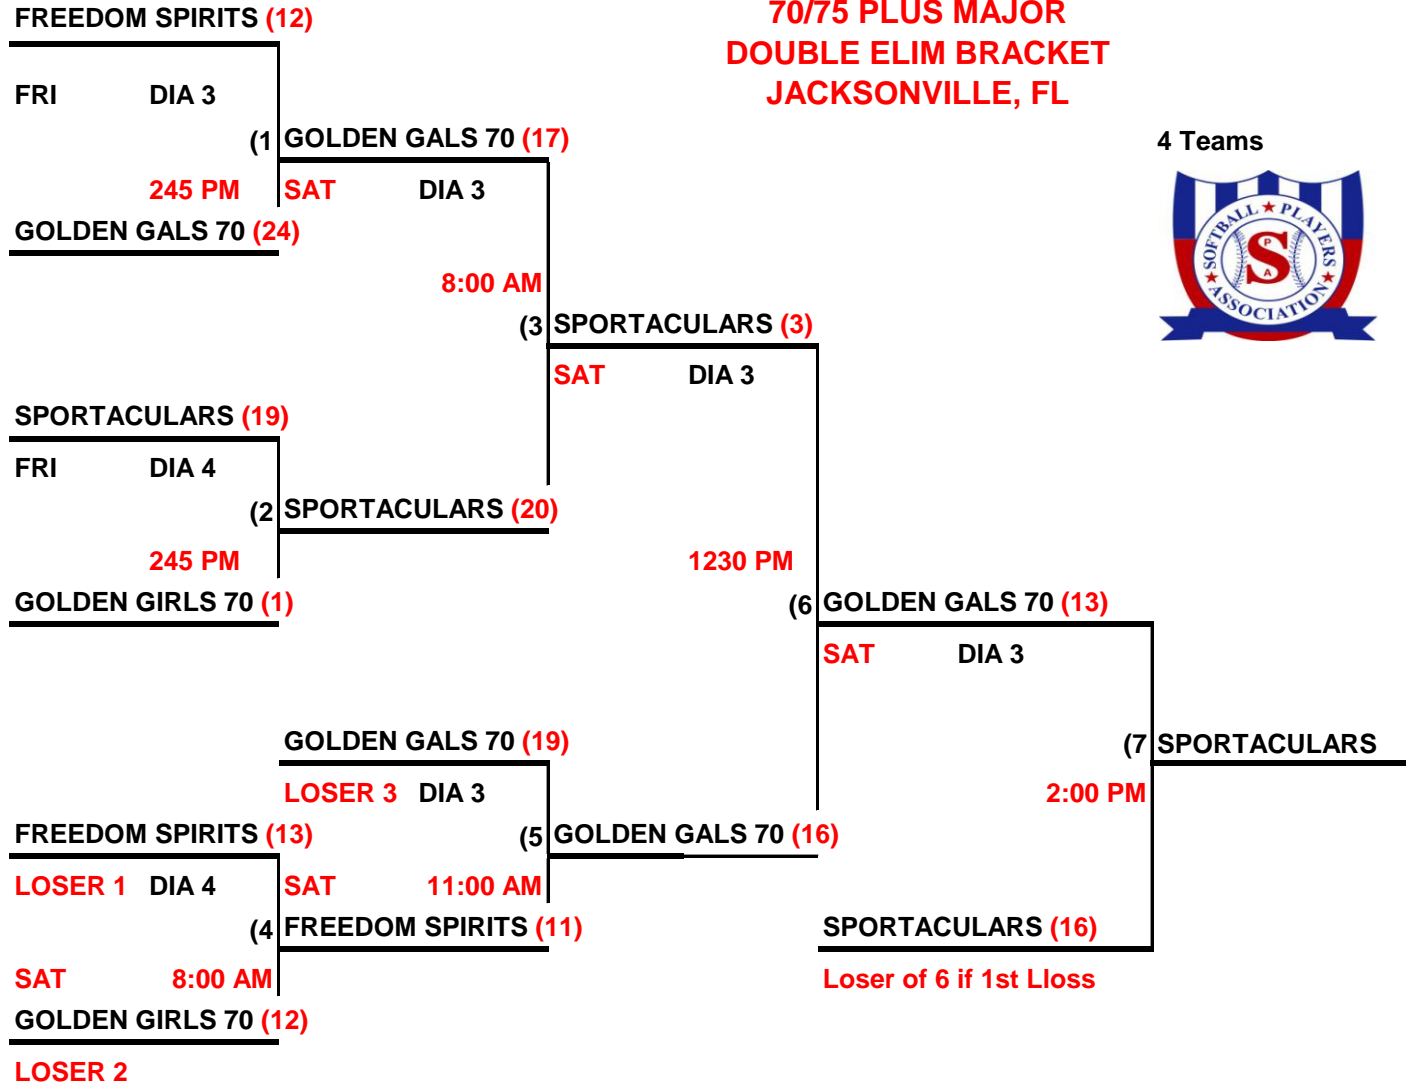 FREEDOM SPIRITS (12)
70/75 PLUS MAJOR
DOUBLE ELIM BRACKET
JACKSONVILLE, FL
FRI DIA 3
(1 GOLDEN GALS 70 (17)
4 Teams
245 PM SAT DIA 3
GOLDEN GALS 70 (24)
SOFTBALL ★ PLAYERS ★ ASSOCIATION ★
S
P
A
8:00 AM
(3 SPORTACULARS (3)
SAT DIA 3
SPORTACULARS (19)
FRI DIA 4
(2 SPORTACULARS (20)
245 PM
1230 PM
GOLDEN GIRLS 70 (1)
(6 GOLDEN GALS 70 (13)
SAT DIA 3
GOLDEN GALS 70 (19)
(7 SPORTACULARS
LOSER 3 DIA 3
2:00 PM
FREEDOM SPIRITS (13)
(5 GOLDEN GALS 70 (16)
LOSER 1 DIA 4
SAT 11:00 AM
(4 FREEDOM SPIRITS (11)
SPORTACULARS (16)
SAT 8:00 AM
Loser of 6 if 1st Lloss
GOLDEN GIRLS 70 (12)
LOSER 2